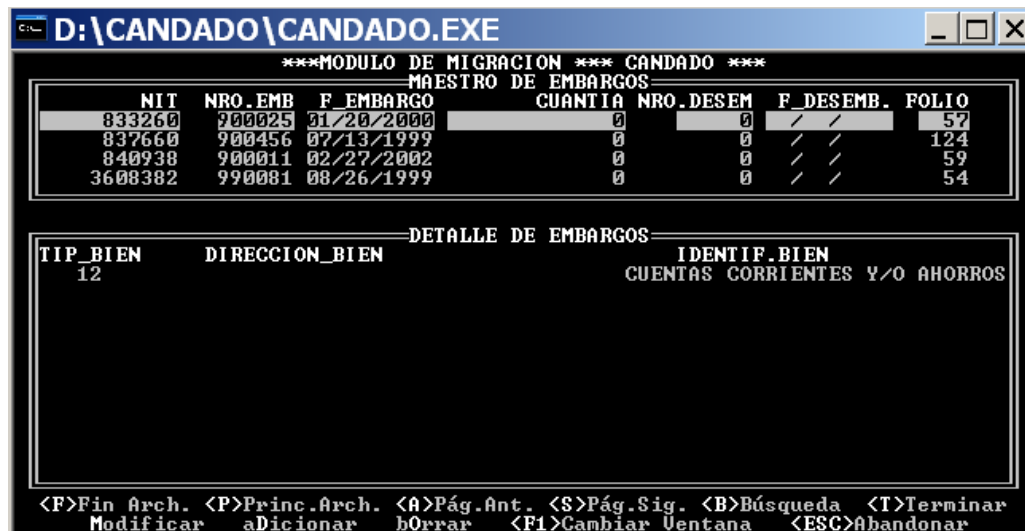 D:\CANDADO\CANDADO.EXE
***MODULO DE MIGRACION *** CANDADO ***
MAESTRO DE EMBARGOS
NIT NRO.EMB F_EMBARGO CUANTIA NRO.DESEM F_DESEMB. FOLIO
833260 900025 01/20/2000 0 0 / / 57
837660 900456 07/13/1999 0 0 / / 124
840938 900011 02/27/2002 0 0 / / 59
3608382 990081 08/26/1999 0 0 / / 54
DETALLE DE EMBARGOS
TIP_BIEN DIRECCION_BIEN IDENTIF.BIEN
12 CUENTAS CORRIENTES Y/O AHORROS
<F>Fin Arch. <P>Princ.Arch. <A>Pág.Ant. <S>Pág.Sig. <B>Búsqueda <T>Terminar
Modificar aDicionar bOrrar <F1>Cambiar Ventana <ESC>Abandonar